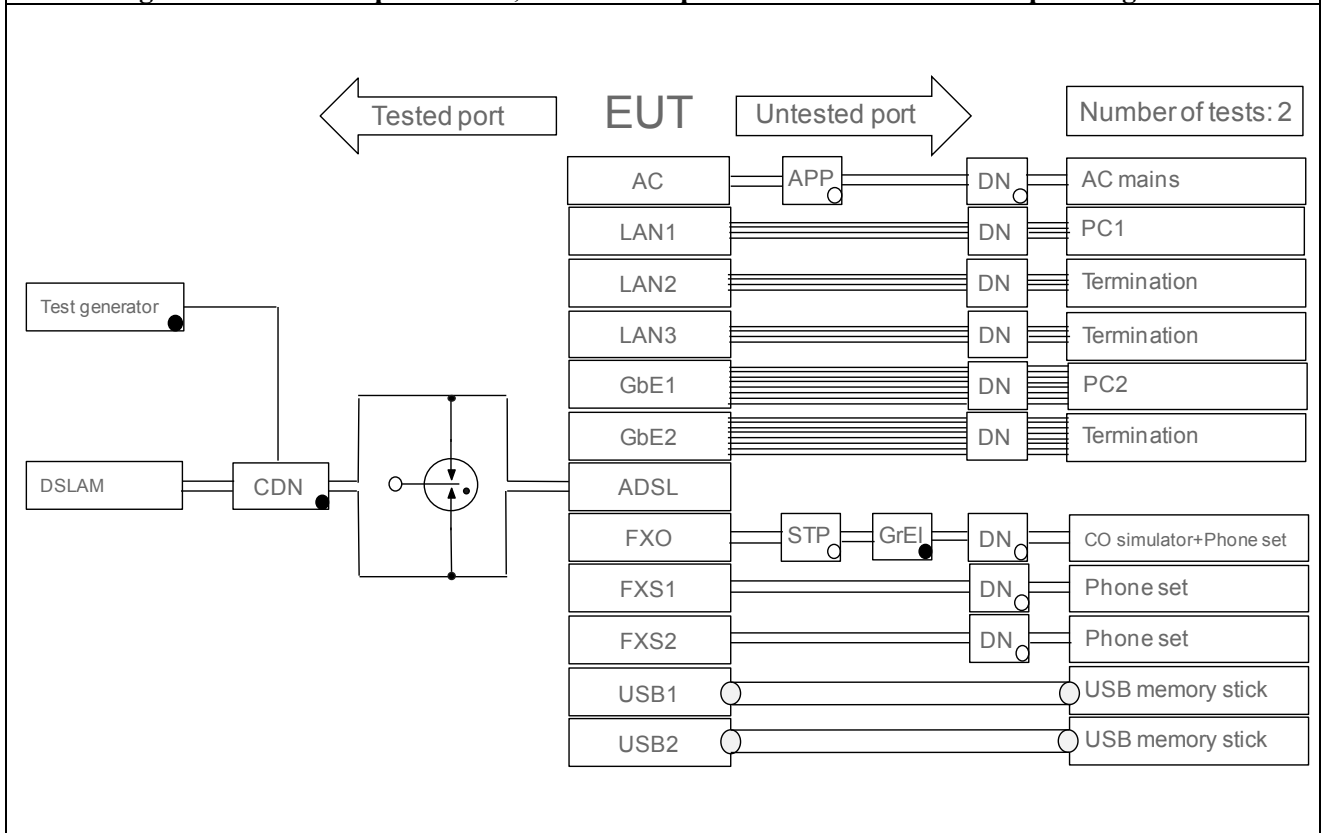 Tested port
EUT
Untested port
Number of tests: 2
AC
APP
DN
AC mains
LAN1
DN
PC1
LAN2
DN
Termination
Test generator
LAN3
DN
Termination
GbE1
DN
PC2
GbE2
DN
Termination
DSLAM
CDN
ADSL
FXO
STP
GrEI
DN
CO simulator+Phone set
FXS1
DN
Phone set
FXS2
DN
Phone set
USB1
USB memory stick
USB2
USB memory stick